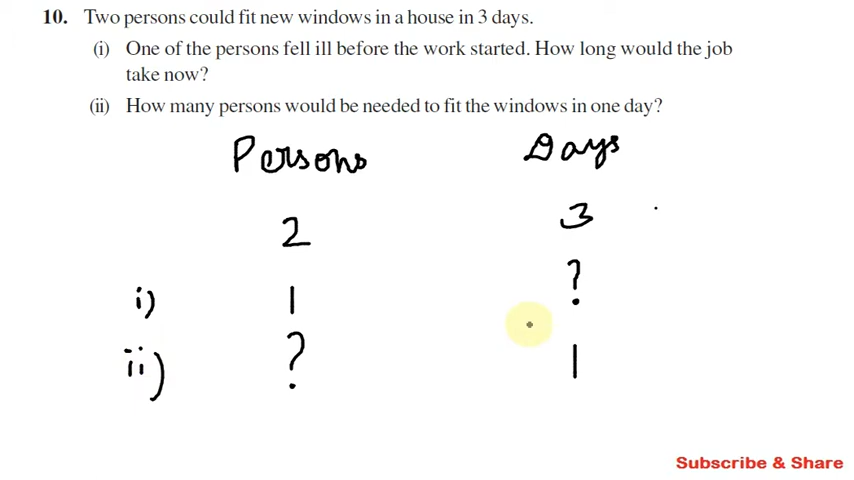 10. Two persons could fit new windows in a house in 3 days.
(i) One of the persons fell ill before the work started. How long would the job
take now?
(ii) How many persons would be needed to fit the windows in one day?
Persons Days
2 3
i) 1 ?
ii) ? 1
Subscribe & Share